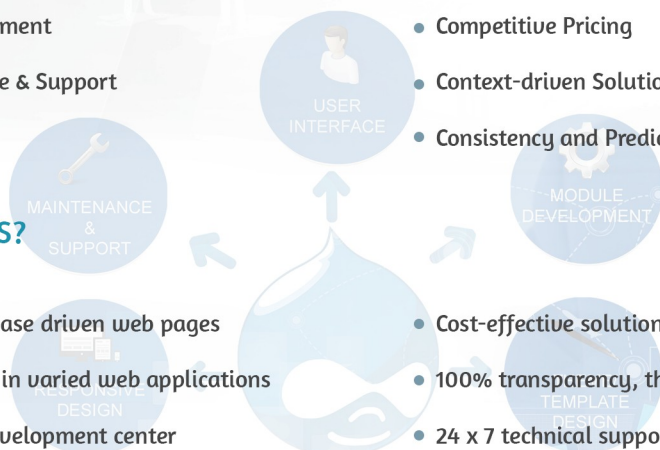 ment
e & Support
S?
ase driven web pages
in varied web applications
velopment center
Competitive Pricing
Context-driven Solutio
Consistency and Predic
Cost-effective solution
100% transparency, th
24 x 7 technical suppo
USER
INTERFACE
MAINTENANCE
&
SUPPORT
MODULE
DEVELOPMENT
RESPONSIVE
DESIGN
TEMPLATE
DESIGN